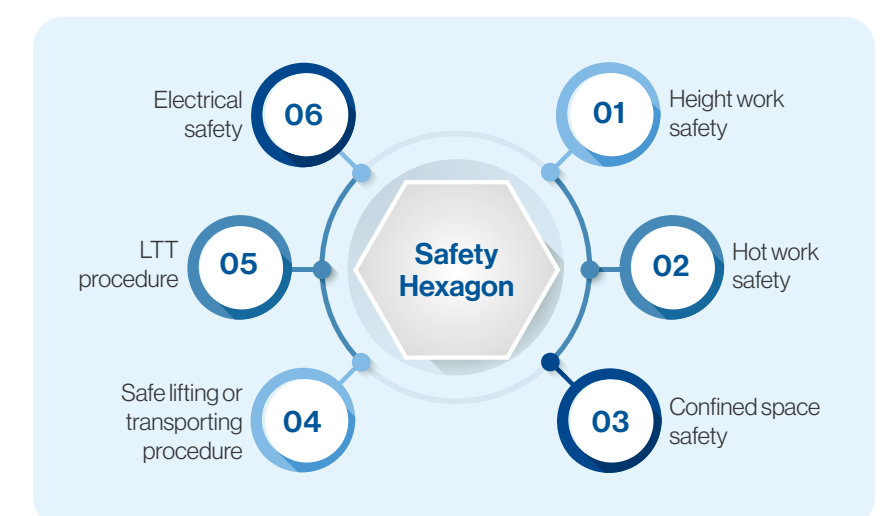 Safety
Hexagon
01
Height work
safety
02
Hot work
safety
03
Confined space
safety
04
Safe lifting or
transporting
procedure
05
LTT
procedure
06
Electrical
safety